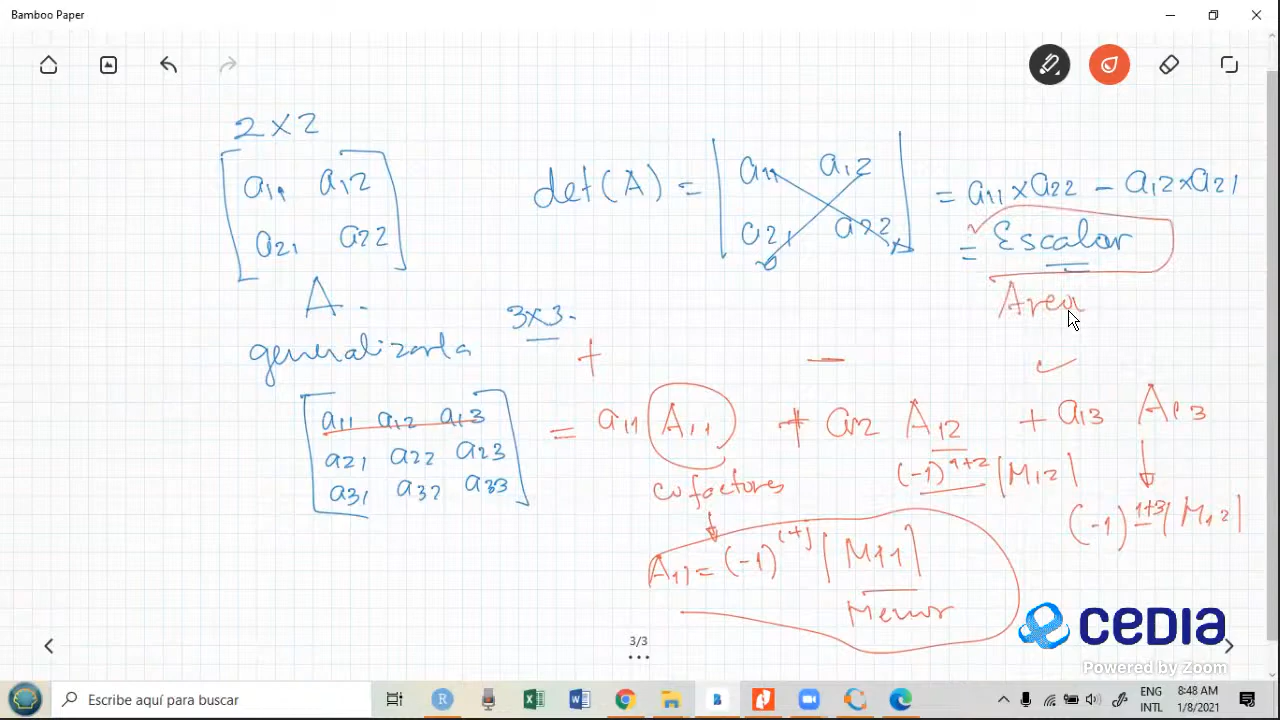 Bamboo Paper
2 x 2
a11 a12
a21 a22
A
det(A) = a11 a12
a21 a22
= a11 x a22 - a12 x a21
= Escalar
Area
generalizarla 3x3.
+ -
a11 a12 a13
a21 a22 a23
a31 a32 a33
= a11 A11 + a12 A12 + a13 A13
cofactores
(-1)^1+2 |M12|
(-1)^1+3 |M12|
A11 = (-1)^1+1 |M11|
Menor
3/3
cedia
Powered by Zoom
Escribe aquí para buscar
ENG
INTL
8:48 AM
1/8/2021